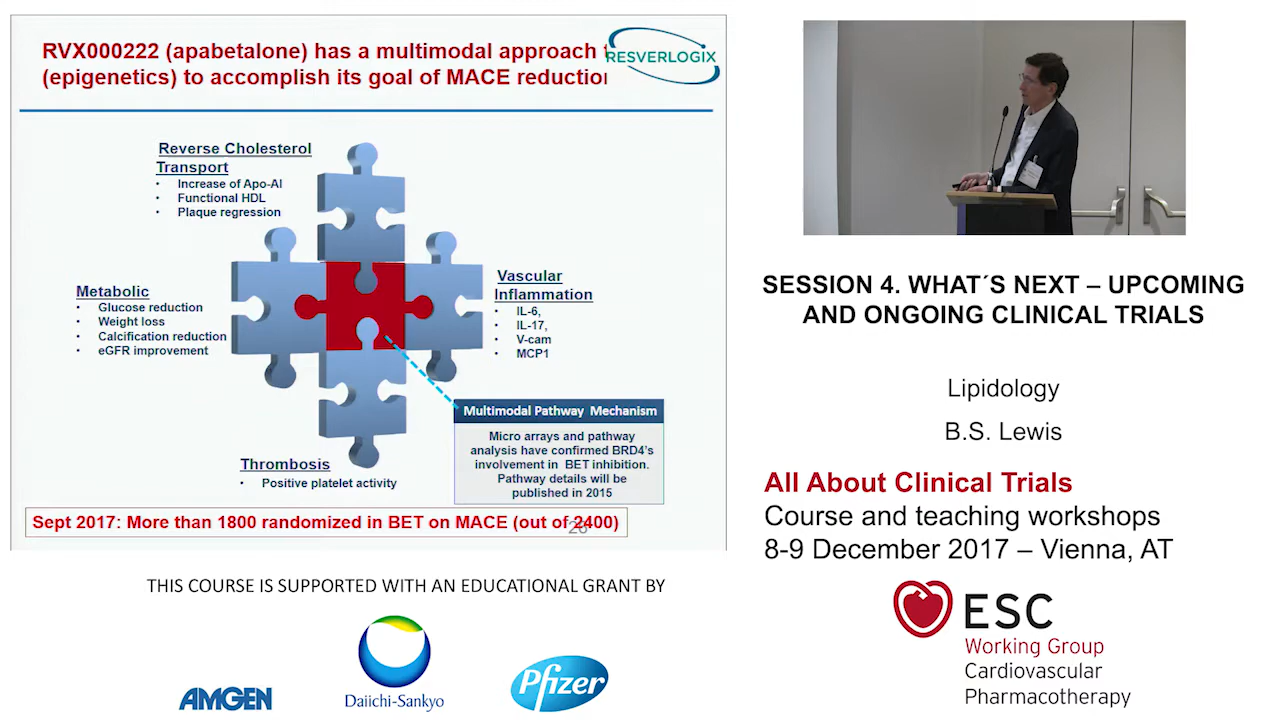 RVX000222 (apabetalone) has a multimodal approach
(epigenetics) to accomplish its goal of MACE reduction
RESVERLOGIX
Reverse Cholesterol
Transport
• Increase of Apo-AI
• Functional HDL
• Plaque regression
Metabolic
• Glucose reduction
• Weight loss
• Calcification reduction
• eGFR improvement
Vascular
Inflammation
• IL-6,
• IL-17,
• V-cam
• MCP1
Multimodal Pathway Mechanism
Micro arrays and pathway
analysis have confirmed BRD4's
involvement in BET inhibition.
Pathway details will be
published in 2015
Thrombosis
• Positive platelet activity
Sept 2017: More than 1800 randomized in BET on MACE (out of 2400)
26
SESSION 4. WHAT´S NEXT – UPCOMING
AND ONGOING CLINICAL TRIALS
Lipidology
B.S. Lewis
All About Clinical Trials
Course and teaching workshops
8-9 December 2017 – Vienna, AT
ESC
Working Group
Cardiovascular
Pharmacotherapy
THIS COURSE IS SUPPORTED WITH AN EDUCATIONAL GRANT BY
AMGEN
Daiichi-Sankyo
Pfizer